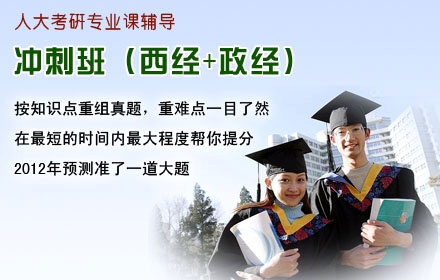 人大考研专业课辅导
冲刺班（西经+政经）
按知识点重组真题，重难点一目了然
在最短的时间内最大程度帮你提分
2012年预测准了一道大题